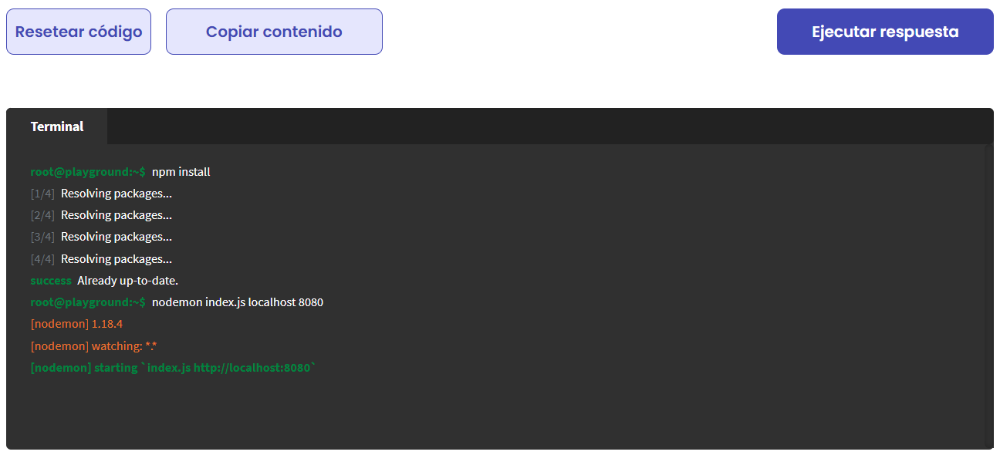 Resetear código
Copiar contenido
Ejecutar respuesta
Terminal
root@playground:~$ npm install
[1/4] Resolving packages...
[2/4] Resolving packages...
[3/4] Resolving packages...
[4/4] Resolving packages...
success Already up-to-date.
root@playground:~$ nodemon index.js localhost 8080
[nodemon] 1.18.4
[nodemon] watching: *.*
[nodemon] starting `index.js http://localhost:8080`